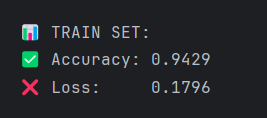 📊 TRAIN SET:
✅ Accuracy: 0.9429
❌ Loss: 0.1796